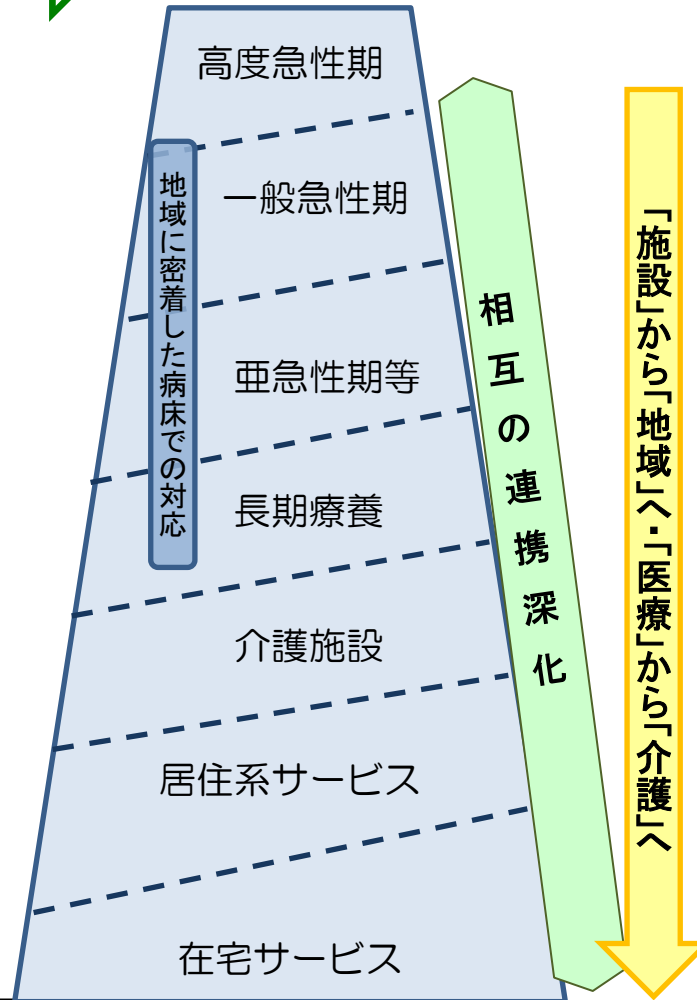 高度急性期
一般急性期
亜急性期等
長期療養
介護施設
居住系サービス
在宅サービス
地域に密着した病床での対応
相互の連携深化
「施設」から「地域」へ・「医療」から「介護」へ